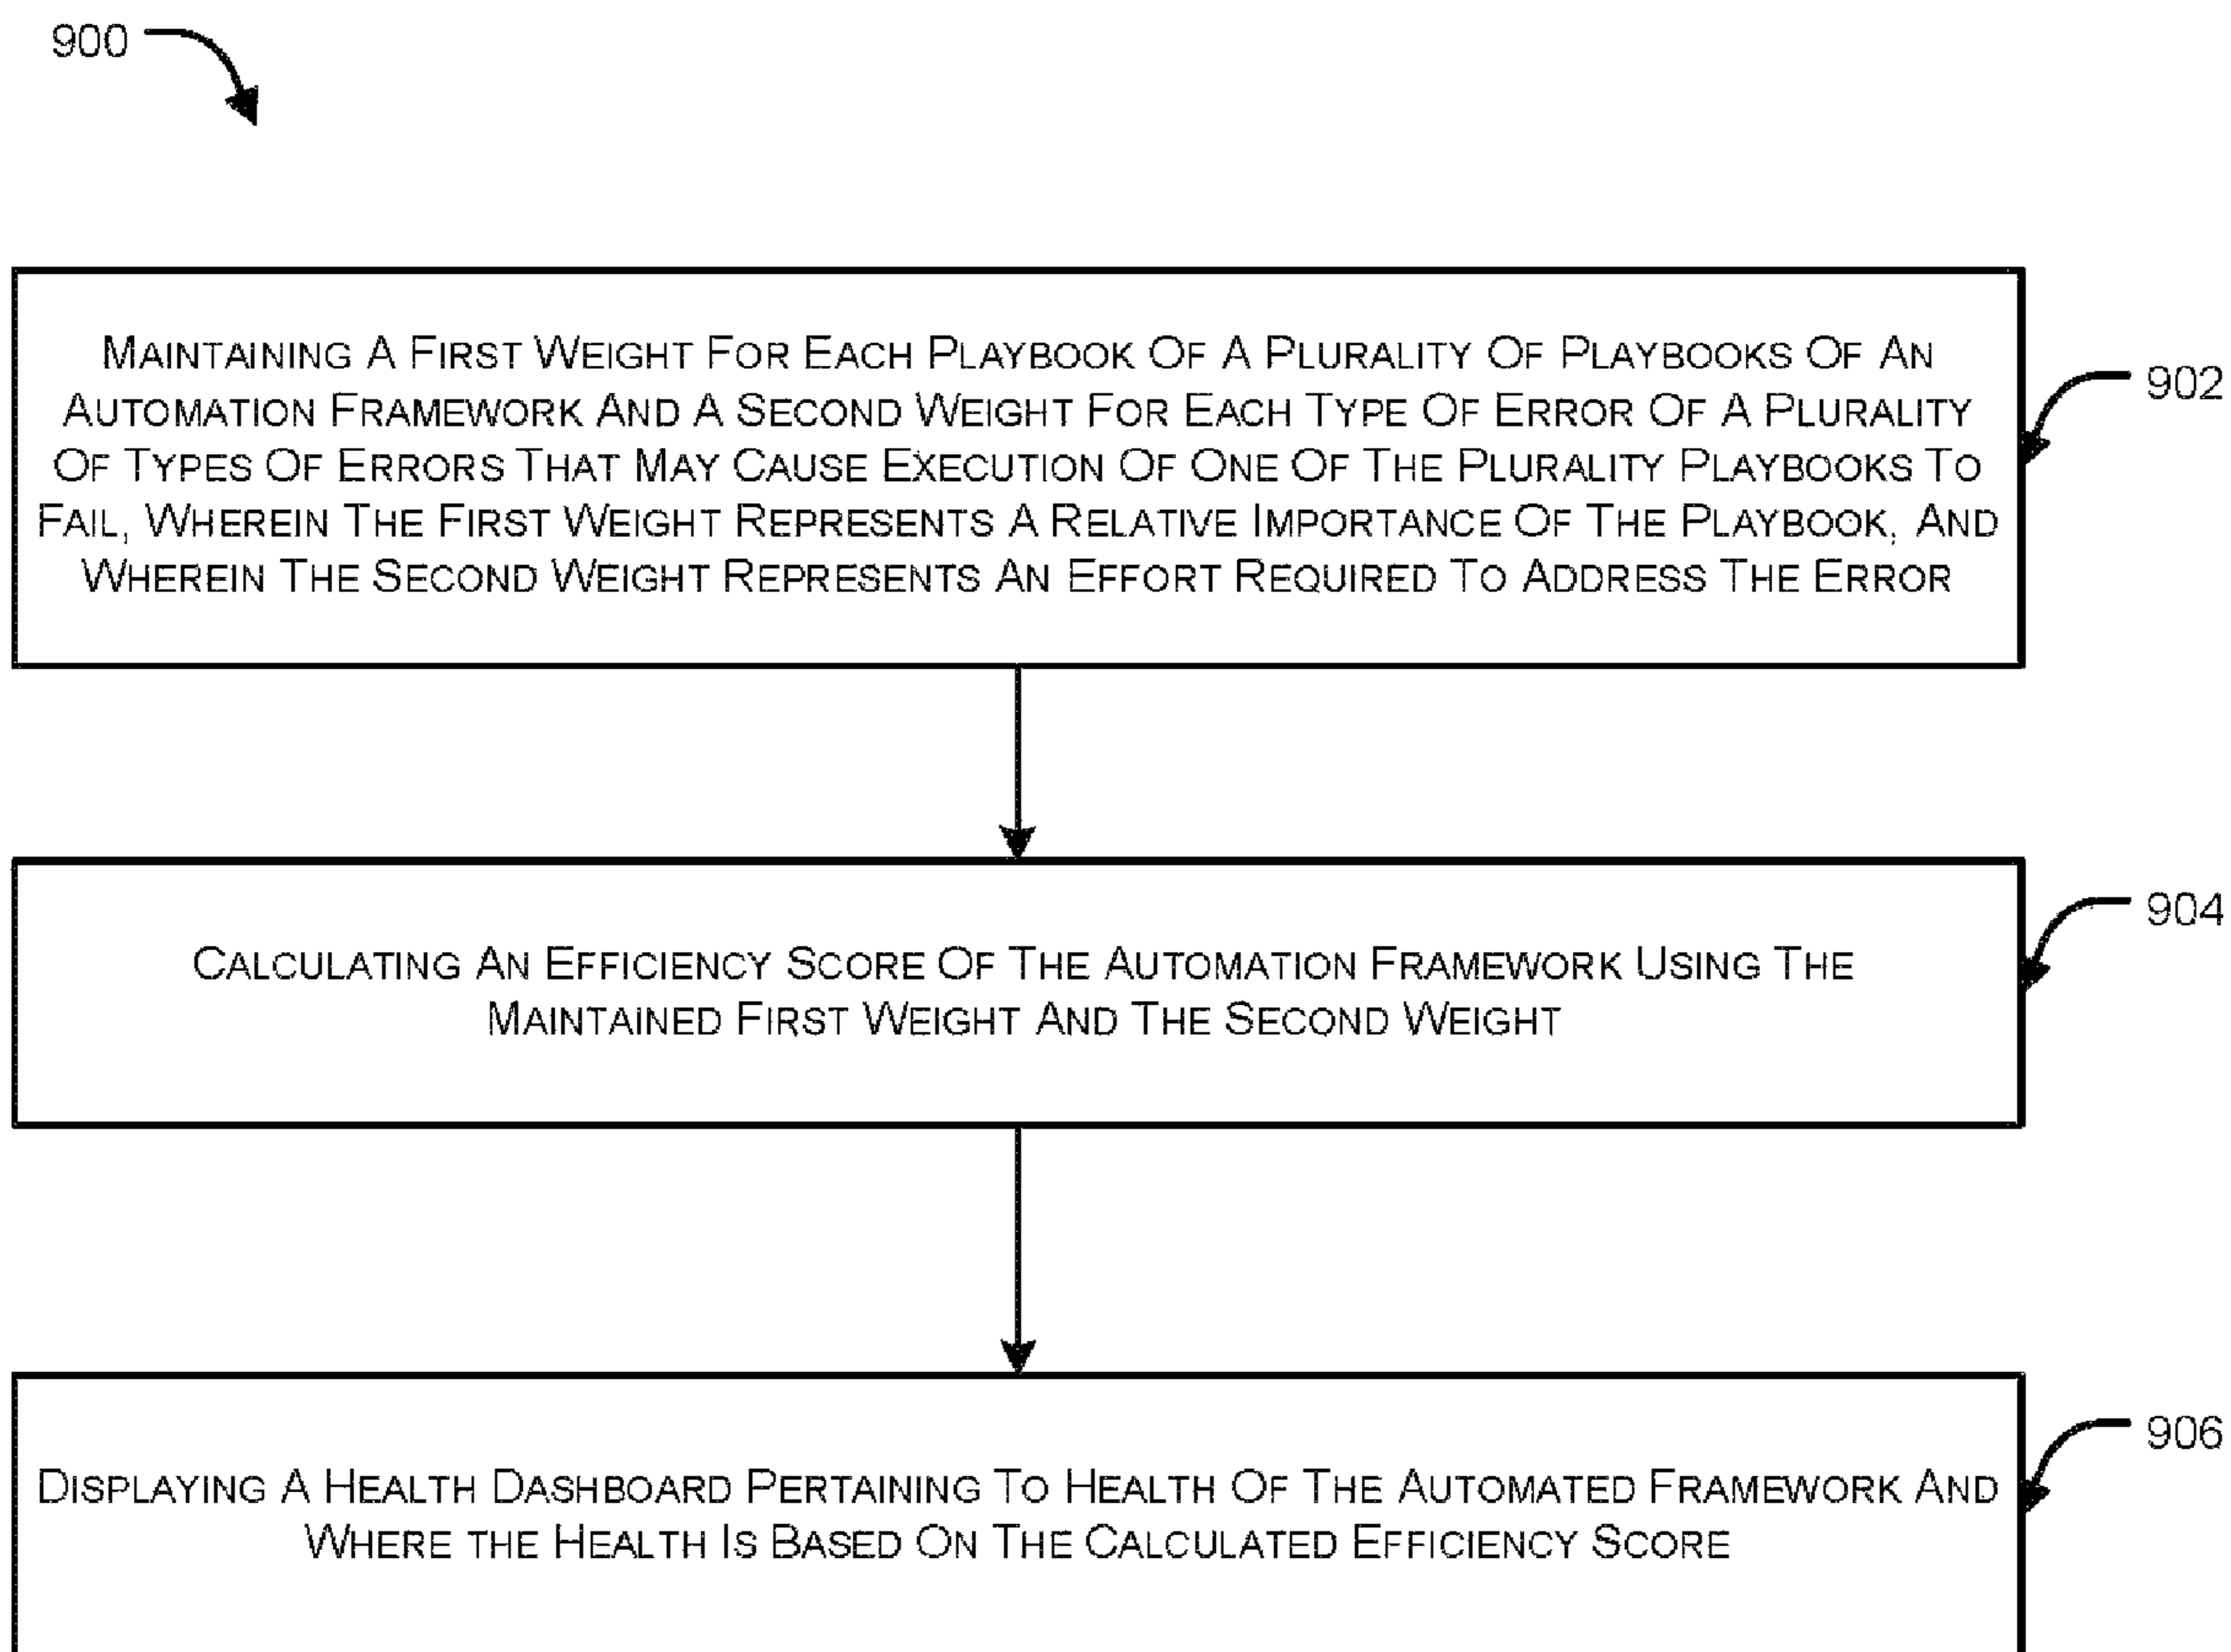 900
MAINTAINING A FIRST WEIGHT FOR EACH PLAYBOOK OF A PLURALITY OF PLAYBOOKS OF AN
AUTOMATION FRAMEWORK AND A SECOND WEIGHT FOR EACH TYPE OF ERROR OF A PLURALITY
OF TYPES OF ERRORS THAT MAY CAUSE EXECUTION OF ONE OF THE PLURALITY PLAYBOOKS TO
FAIL, WHEREIN THE FIRST WEIGHT REPRESENTS A RELATIVE IMPORTANCE OF THE PLAYBOOK, AND
WHEREIN THE SECOND WEIGHT REPRESENTS AN EFFORT REQUIRED TO ADDRESS THE ERROR
902
CALCULATING AN EFFICIENCY SCORE OF THE AUTOMATION FRAMEWORK USING THE
MAINTAINED FIRST WEIGHT AND THE SECOND WEIGHT
904
DISPLAYING A HEALTH DASHBOARD PERTAINING TO HEALTH OF THE AUTOMATED FRAMEWORK AND
WHERE THE HEALTH IS BASED ON THE CALCULATED EFFICIENCY SCORE
906